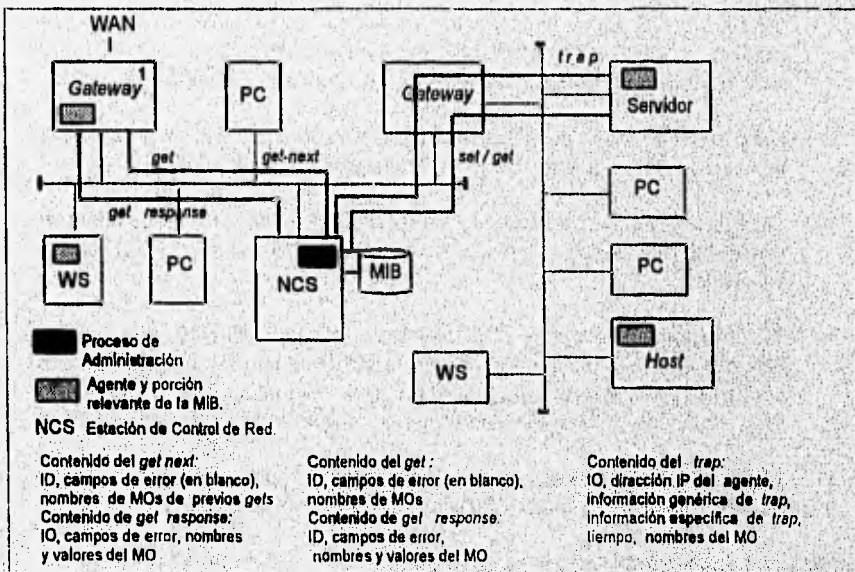 WAN
1
Gateway
PC
Gateway
trap
Servidor
get
get-next
set / get
get response
PC
WS
PC
NCS
MIB
PC
Proceso de
Administración
WS
Host
Agente y porción
relevante de la MIB.
NCS Estación de Control de Red.
Contenido del get next:
ID, campos de error (en blanco),
nombres de MOs de previos gets
Contenido de get response:
IO, campos de error, nombres
y valores del MO
Contenido del get :
ID, campos de error (en blanco),
nombres de MOs
Contenido de get response:
ID, campos de error,
nombres y valores del MO
Contenido del trap:
IO, dirección IP del agente,
información genérica de trap,
información específica de trap,
tiempo, nombres del MO